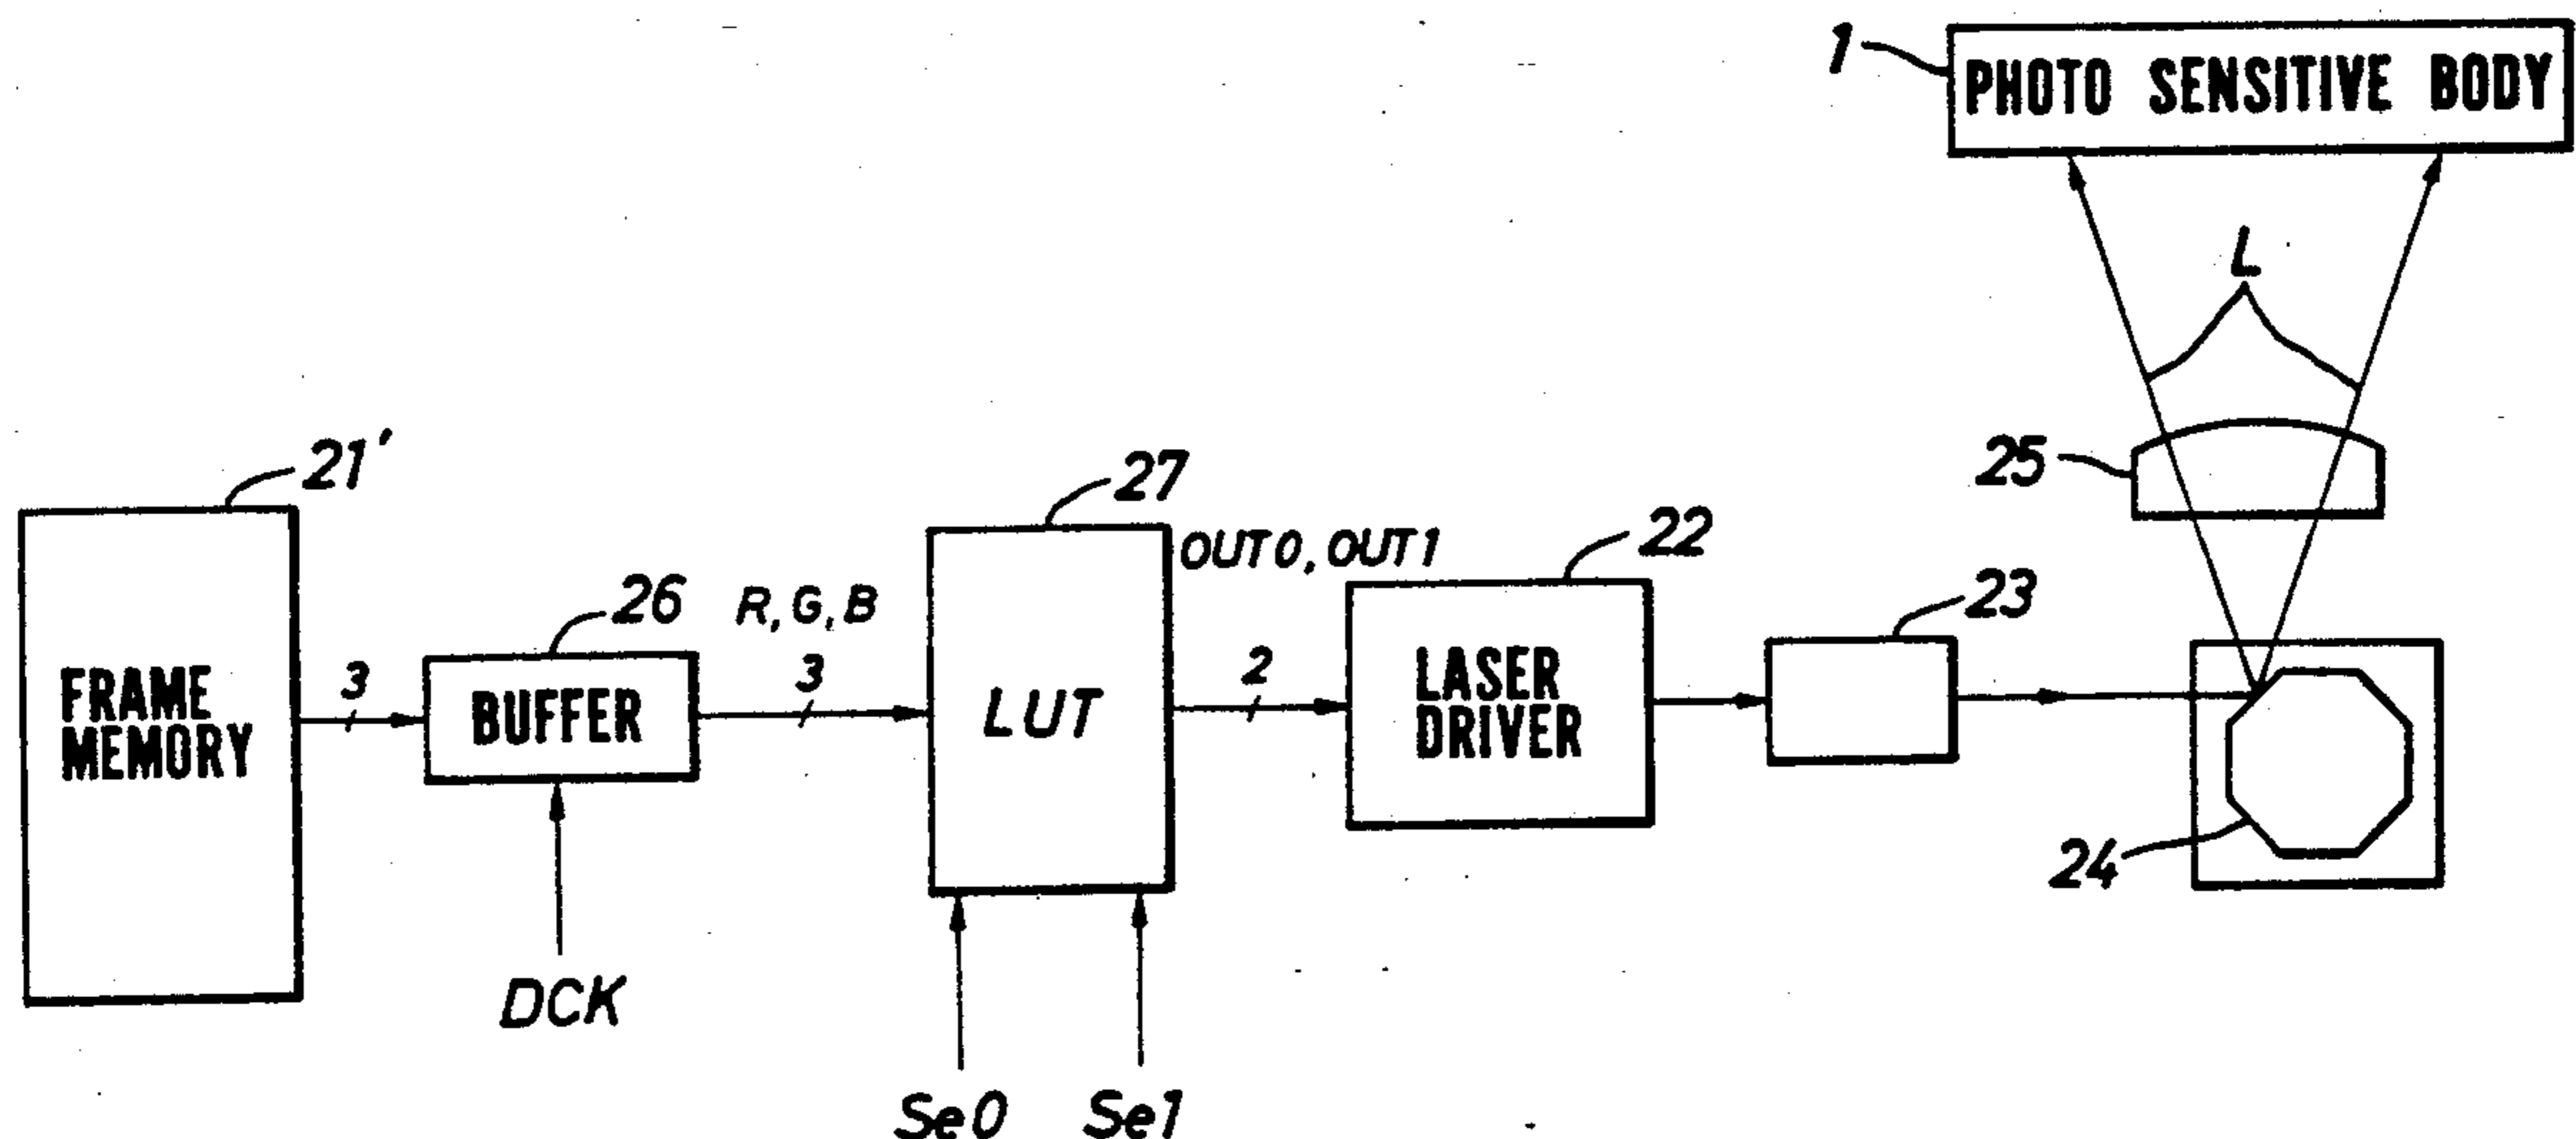 1
PHOTO SENSITIVE BODY
L
25
21'
27
OUT0, OUT1
22
26
R, G, B
23
3
3
2
FRAME
MEMORY
BUFFER
LUT
LASER
DRIVER
24
DCK
Se0
Se1